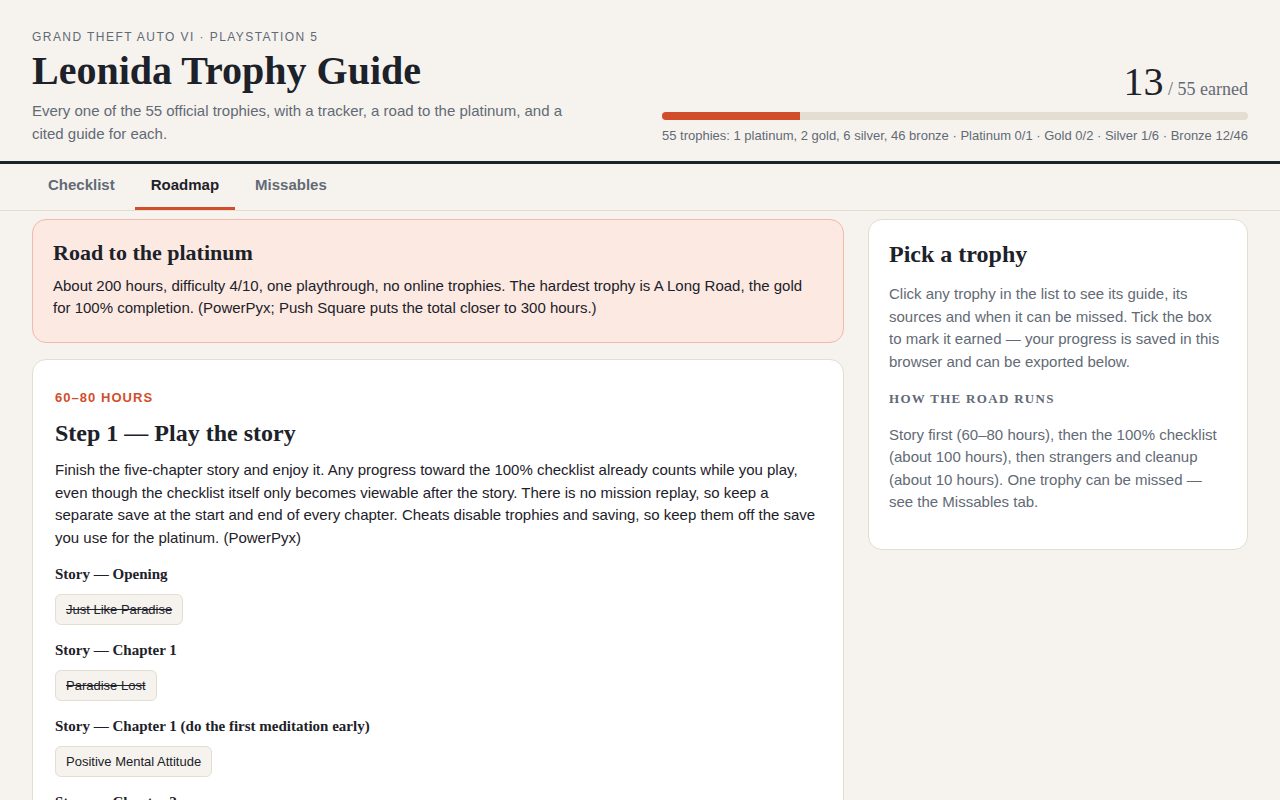 GRAND THEFT AUTO VI · PLAYSTATION 5
Leonida Trophy Guide
Every one of the 55 official trophies, with a tracker, a road to the platinum, and a
cited guide for each.
13 / 55 earned
55 trophies: 1 platinum, 2 gold, 6 silver, 46 bronze · Platinum 0/1 · Gold 0/2 · Silver 1/6 · Bronze 12/46
Checklist
Roadmap
Missables
Road to the platinum
About 200 hours, difficulty 4/10, one playthrough, no online trophies. The hardest trophy is A Long Road, the gold
for 100% completion. (PowerPyx; Push Square puts the total closer to 300 hours.)
60–80 HOURS
Step 1 — Play the story
Finish the five-chapter story and enjoy it. Any progress toward the 100% checklist already counts while you play,
even though the checklist itself only becomes viewable after the story. There is no mission replay, so keep a
separate save at the start and end of every chapter. Cheats disable trophies and saving, so keep them off the save
you use for the platinum. (PowerPyx)
Story — Opening
Just Like Paradise
Story — Chapter 1
Paradise Lost
Story — Chapter 1 (do the first meditation early)
Positive Mental Attitude
Pick a trophy
Click any trophy in the list to see its guide, its
sources and when it can be missed. Tick the box
to mark it earned — your progress is saved in this
browser and can be exported below.
HOW THE ROAD RUNS
Story first (60–80 hours), then the 100% checklist
(about 100 hours), then strangers and cleanup
(about 10 hours). One trophy can be missed —
see the Missables tab.